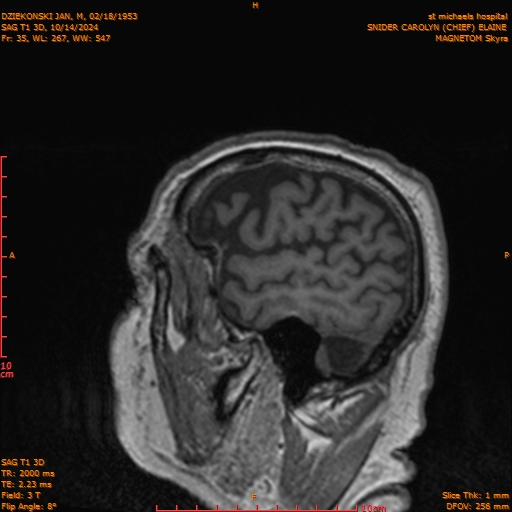 H
DZIEKONSKI JAN, M, 02/18/1953
SAG T1 3D, 10/14/2024
Fr: 35, WL: 267, WW: 547
st michaels hospital
SNIDER CAROLYN (CHIEF) ELAINE
MAGNETOM Skyra
A
P
10
cm
SAG T1 3D
TR: 2000 ms
TE: 2.23 ms
Field: 3 T
Flip Angle: 8°
F
10cm
Slice Thk: 1 mm
DFOV: 256 mm